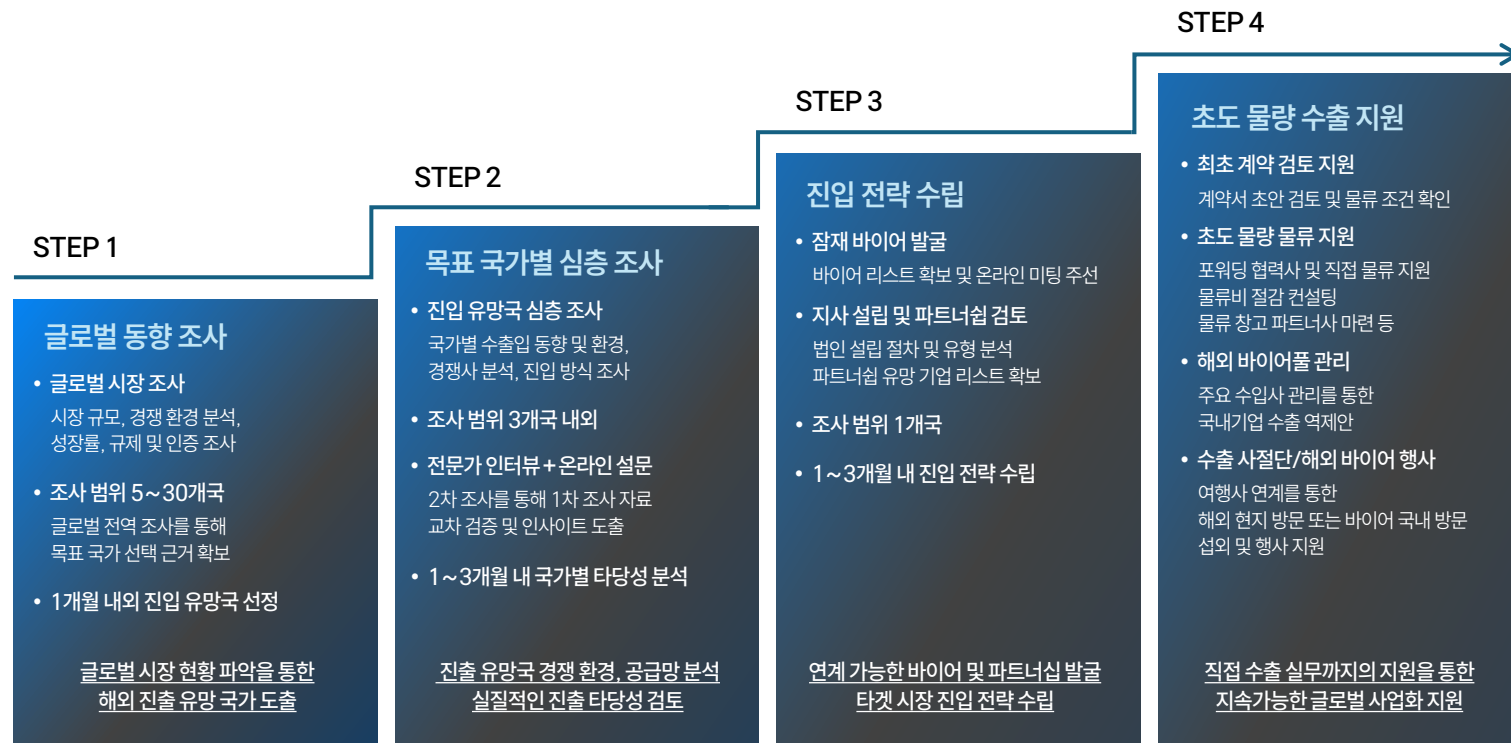 STEP 1
글로벌 동향 조사
• 글로벌 시장 조사
시장 규모, 경쟁 환경 분석,
성장률, 규제 및 인증 조사
• 조사 범위 5~30개국
글로벌 전역 조사를 통해
목표 국가 선택 근거 확보
• 1개월 내외 진입 유망국 선정
글로벌 시장 현황 파악을 통한
해외 진출 유망 국가 도출
STEP 2
목표 국가별 심층 조사
• 진입 유망국 심층 조사
국가별 수출입 동향 및 환경,
경쟁사 분석, 진입 방식 조사
• 조사 범위 3개국 내외
• 전문가 인터뷰 + 온라인 설문
2차 조사를 통해 1차 조사 자료
교차 검증 및 인사이트 도출
• 1~3개월 내 국가별 타당성 분석
진출 유망국 경쟁 환경, 공급망 분석
실질적인 진출 타당성 검토
STEP 3
진입 전략 수립
• 잠재 바이어 발굴
바이어 리스트 확보 및 온라인 미팅 주선
• 지사 설립 및 파트너쉽 검토
법인 설립 절차 및 유형 분석
파트너쉽 유망 기업 리스트 확보
• 조사 범위 1개국
• 1~3개월 내 진입 전략 수립
연계 가능한 바이어 및 파트너십 발굴
타겟 시장 진입 전략 수립
STEP 4
초도 물량 수출 지원
• 최초 계약 검토 지원
계약서 초안 검토 및 물류 조건 확인
• 초도 물량 물류 지원
포워딩 협력사 및 직접 물류 지원
물류비 절감 컨설팅
물류 창고 파트너사 마련 등
• 해외 바이어풀 관리
주요 수입사 관리를 통한
국내기업 수출 역제안
• 수출 사절단/해외 바이어 행사
여행사 연계를 통한
해외 현지 방문 또는 바이어 국내 방문
섭외 및 행사 지원
직접 수출 실무까지의 지원을 통한
지속가능한 글로벌 사업화 지원